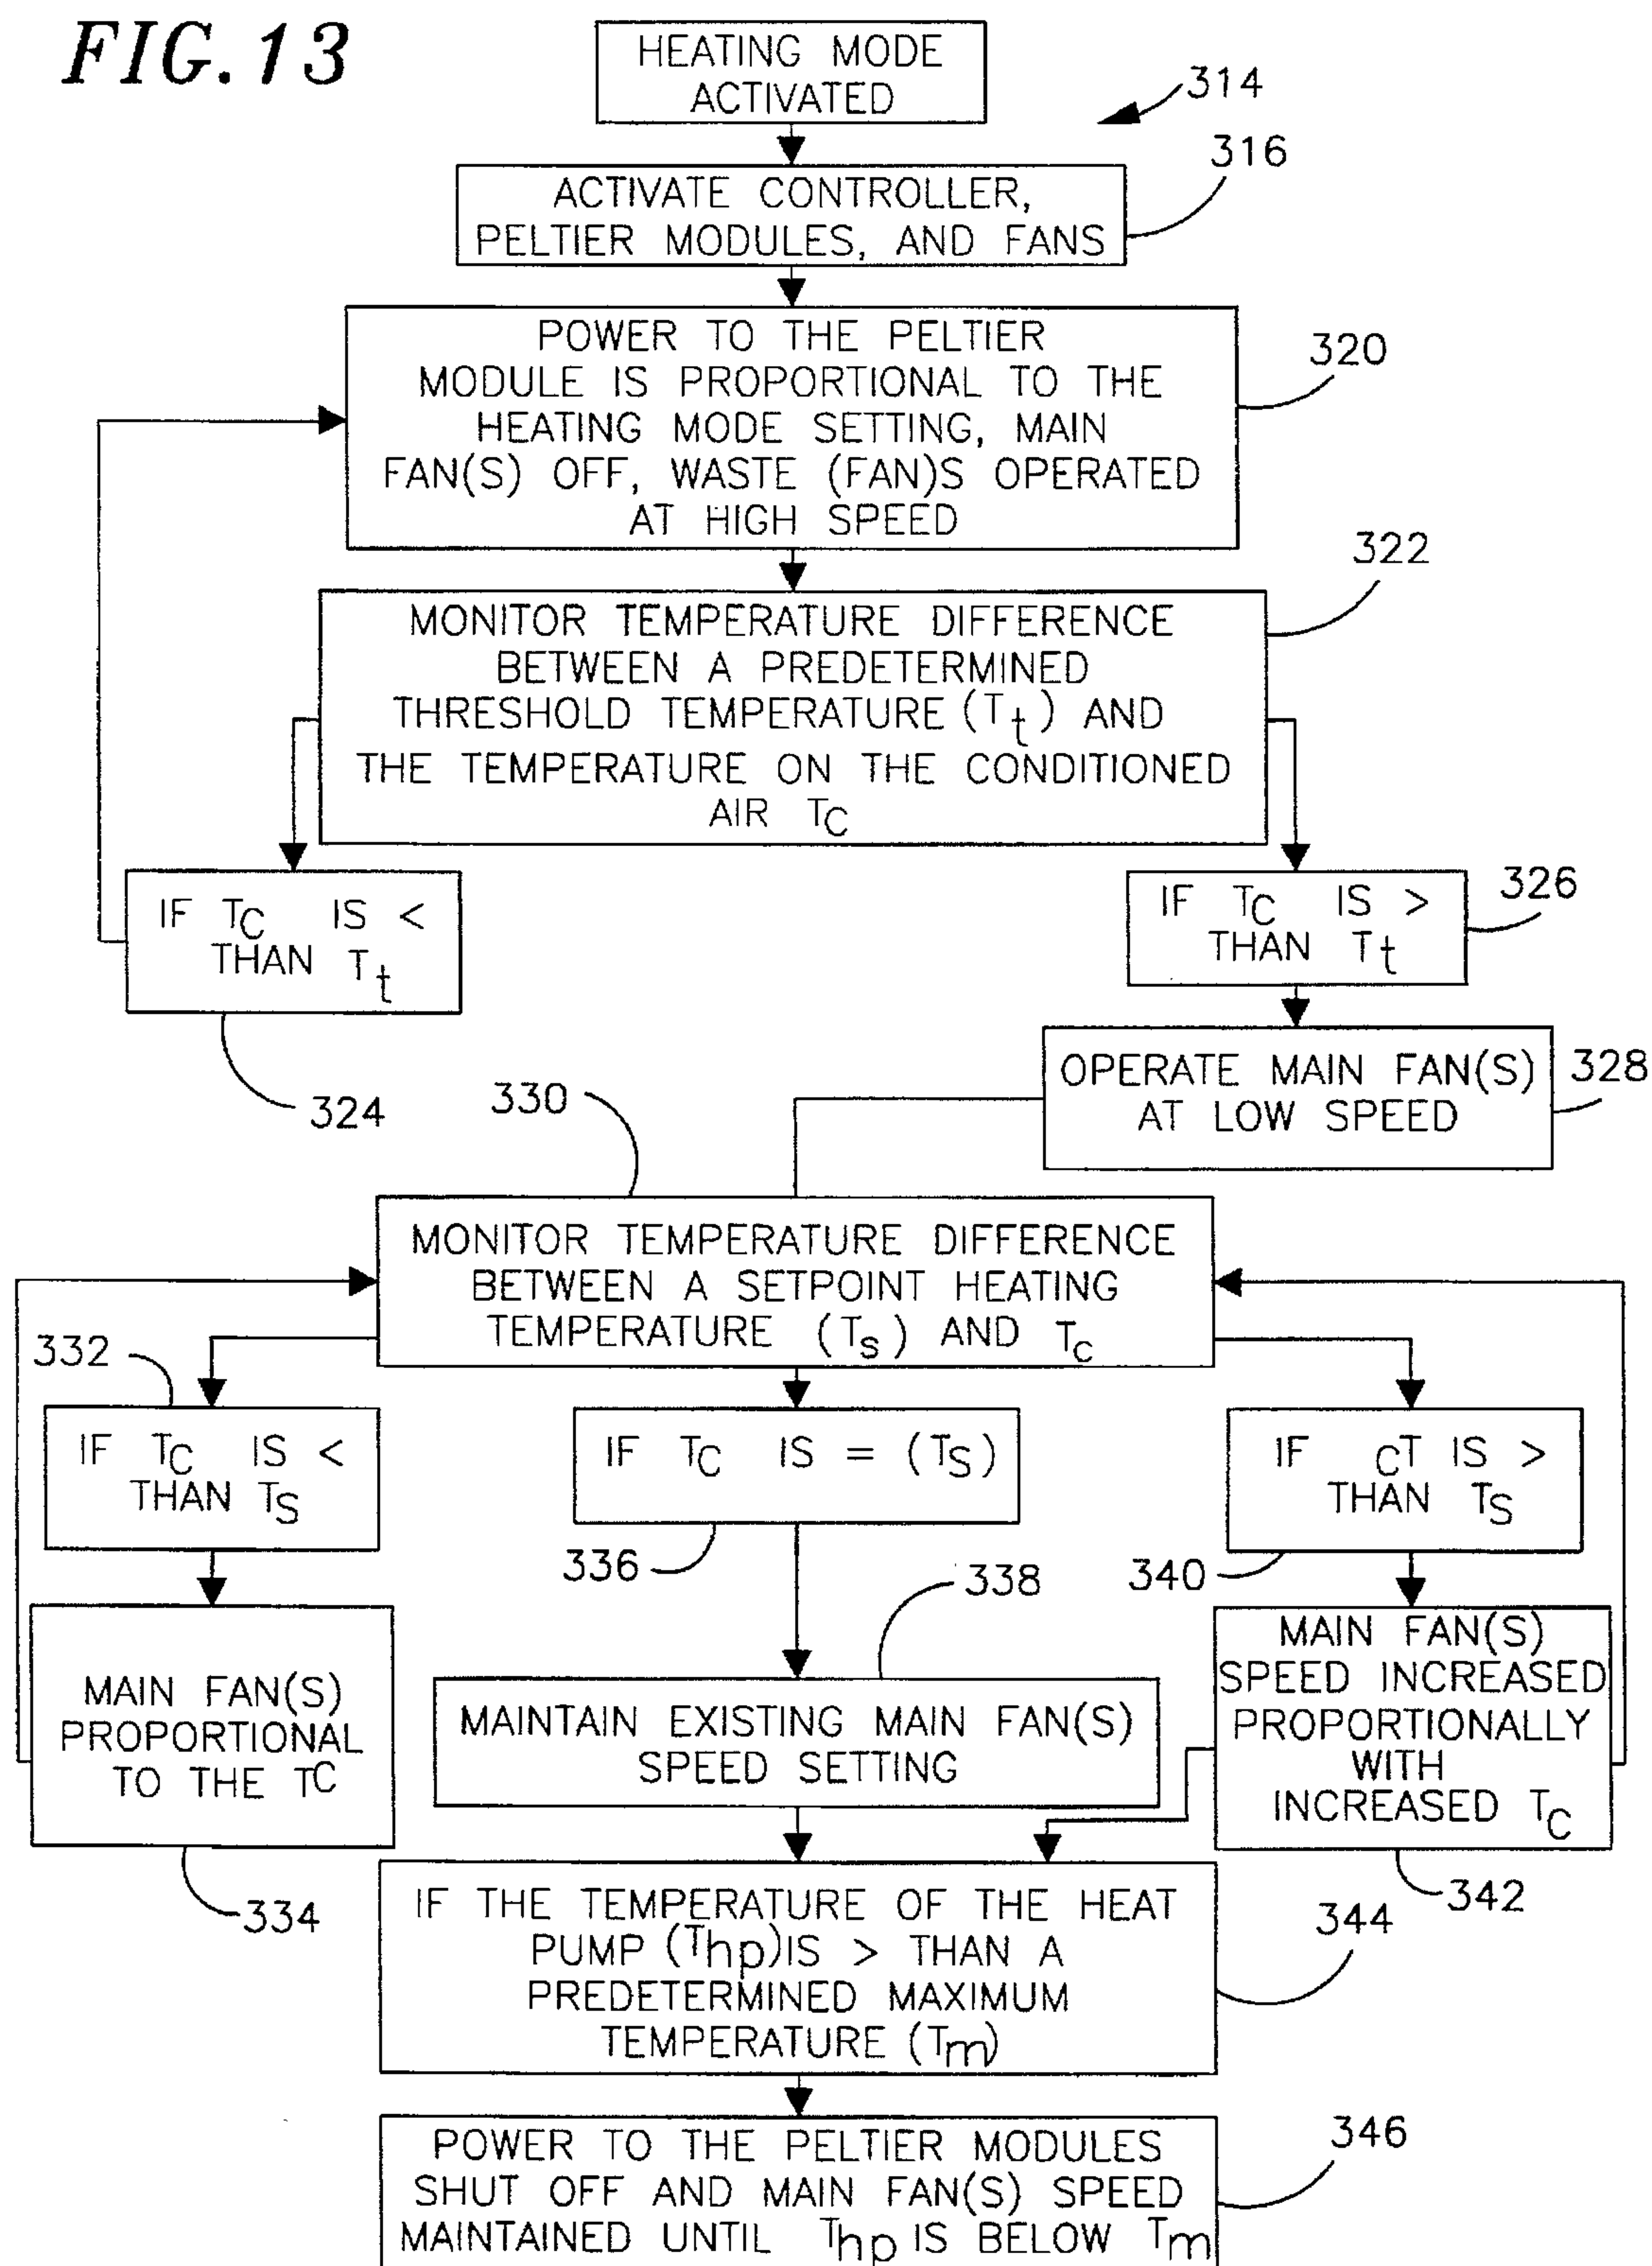 FIG. 13
HEATING MODE
ACTIVATED
314
316
ACTIVATE CONTROLLER,
PELTIER MODULES, AND FANS
POWER TO THE PELTIER
MODULE IS PROPORTIONAL TO THE
HEATING MODE SETTING, MAIN
FAN(S) OFF, WASTE (FAN)S OPERATED
AT HIGH SPEED
320
322
MONITOR TEMPERATURE DIFFERENCE
BETWEEN A PREDETERMINED
THRESHOLD TEMPERATURE (Tt) AND
THE TEMPERATURE ON THE CONDITIONED
AIR TC
IF TC IS <
THAN Tt
324
IF TC IS >
THAN Tt
326
OPERATE MAIN FAN(S)
AT LOW SPEED
328
330
MONITOR TEMPERATURE DIFFERENCE
BETWEEN A SETPOINT HEATING
TEMPERATURE (Ts) AND Tc
332
IF TC IS <
THAN TS
IF TC IS = (TS)
336
IF CT IS >
THAN TS
340
338
MAIN FAN(S)
PROPORTIONAL
TO THE TC
334
MAINTAIN EXISTING MAIN FAN(S)
SPEED SETTING
MAIN FAN(S)
SPEED INCREASED
PROPORTIONALLY
WITH
INCREASED TC
342
IF THE TEMPERATURE OF THE HEAT
PUMP (Thp)IS > THAN A
PREDETERMINED MAXIMUM
TEMPERATURE (Tm)
344
POWER TO THE PELTIER MODULES
SHUT OFF AND MAIN FAN(S) SPEED
MAINTAINED UNTIL Thp IS BELOW Tm
346